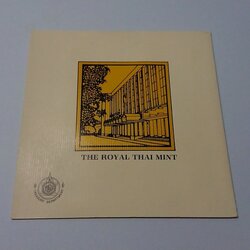 THE ROYAL THAI MINT